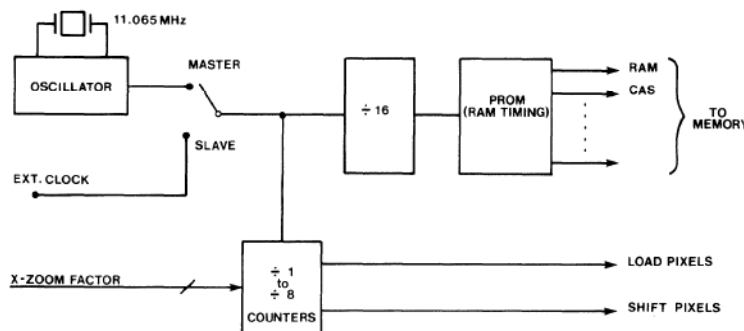 11.065 MHz
OSCILLATOR
MASTER
SLAVE
EXT. CLOCK
÷ 16
PROM
(RAM TIMING)
RAM
CAS
TO
MEMORY
X-ZOOM FACTOR
÷ 1
to
÷ 8
COUNTERS
LOAD PIXELS
SHIFT PIXELS